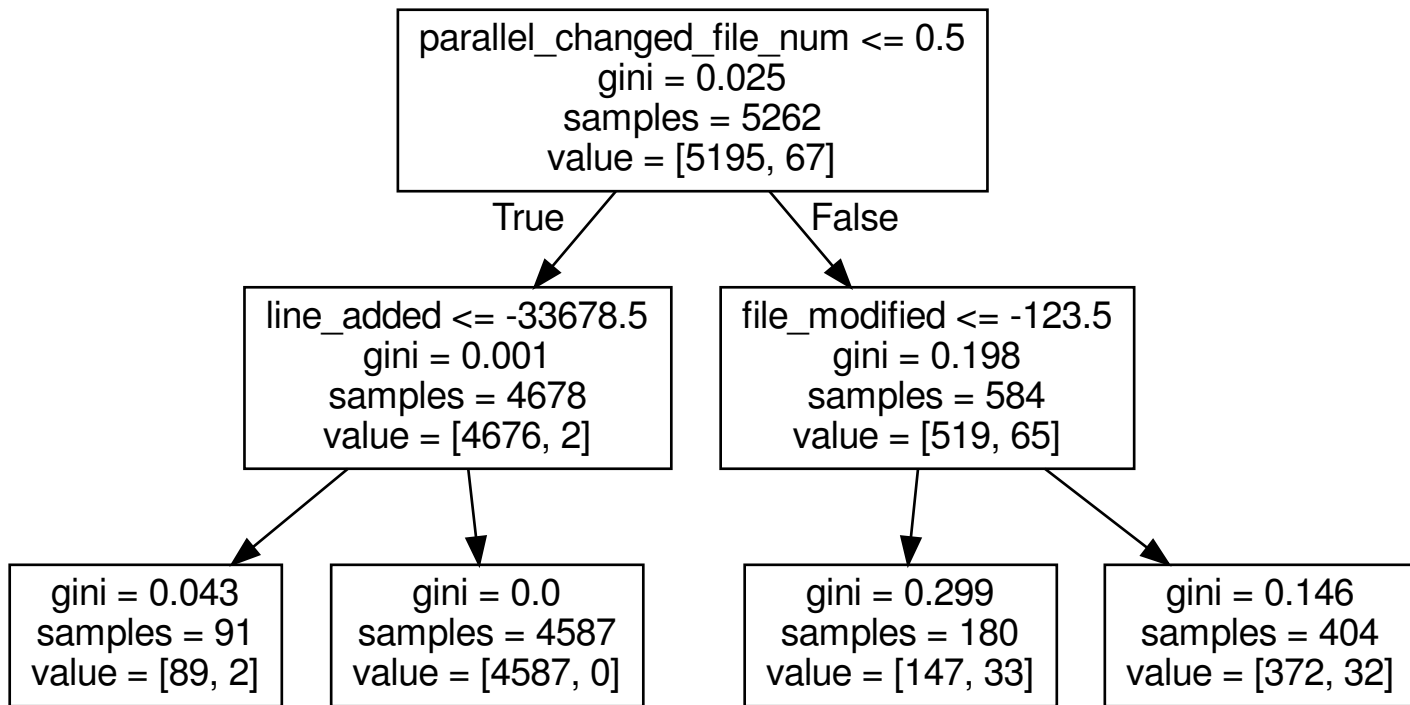 parallel_changed_file_num <= 0.5
gini = 0.025
samples = 5262
value = [5195, 67]
True
False
line_added <= -33678.5
gini = 0.001
samples = 4678
value = [4676, 2]
file_modified <= -123.5
gini = 0.198
samples = 584
value = [519, 65]
gini = 0.043
samples = 91
value = [89, 2]
gini = 0.0
samples = 4587
value = [4587, 0]
gini = 0.299
samples = 180
value = [147, 33]
gini = 0.146
samples = 404
value = [372, 32]